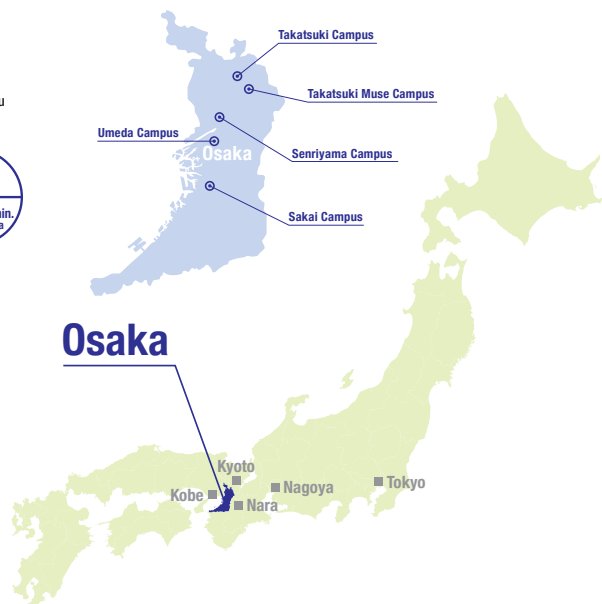 Takatsuki Campus
Takatsuki Muse Campus
Umeda Campus
Osaka
Senriyama Campus
Sakai Campus
Osaka
Kyoto
Kobe
Nagoya
Tokyo
Nara